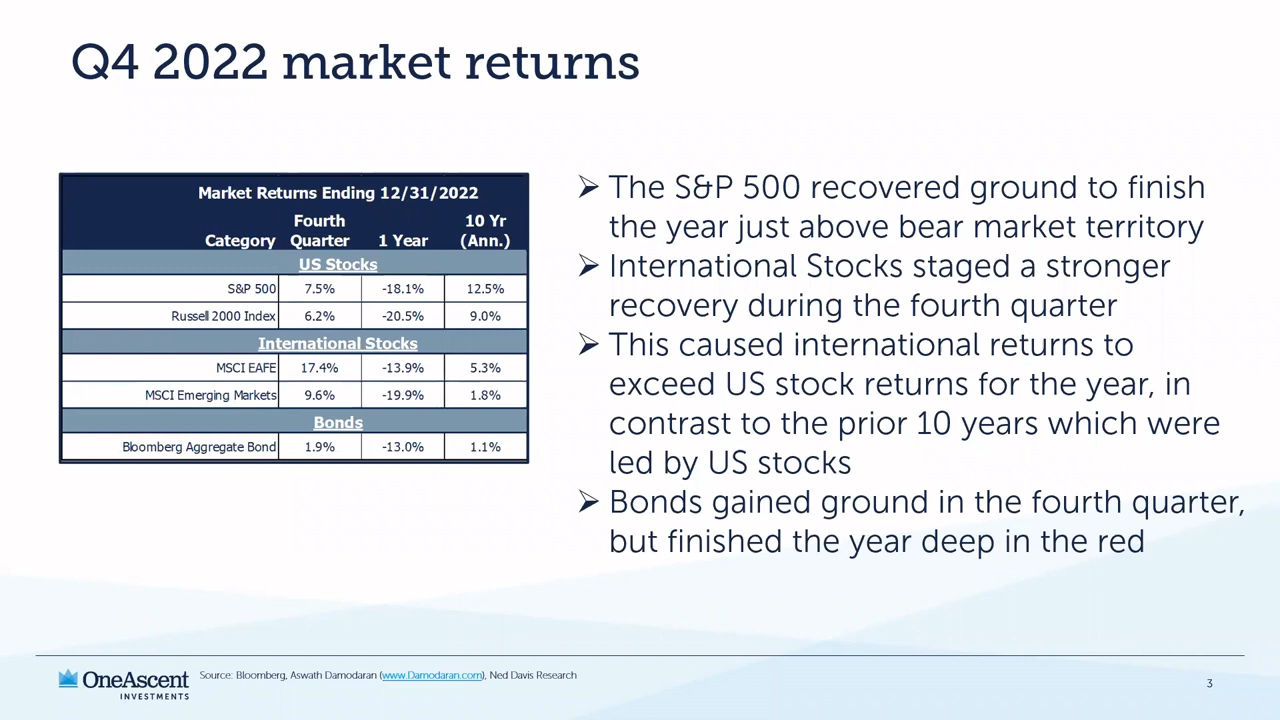 Q4 2022 market returns
Market Returns Ending 12/31/2022
Category Fourth Quarter 1 Year 10 Yr (Ann.)
US Stocks
S&P 500 7.5% -18.1% 12.5%
Russell 2000 Index 6.2% -20.5% 9.0%
International Stocks
MSCI EAFE 17.4% -13.9% 5.3%
MSCI Emerging Markets 9.6% -19.9% 1.8%
Bonds
Bloomberg Aggregate Bond 1.9% -13.0% 1.1%
➢ The S&P 500 recovered ground to finish
the year just above bear market territory
➢ International Stocks staged a stronger
recovery during the fourth quarter
➢ This caused international returns to
exceed US stock returns for the year, in
contrast to the prior 10 years which were
led by US stocks
➢ Bonds gained ground in the fourth quarter,
but finished the year deep in the red
OneAscent
INVESTMENTS
Source: Bloomberg, Aswath Damodaran (www.Damodaran.com), Ned Davis Research
3